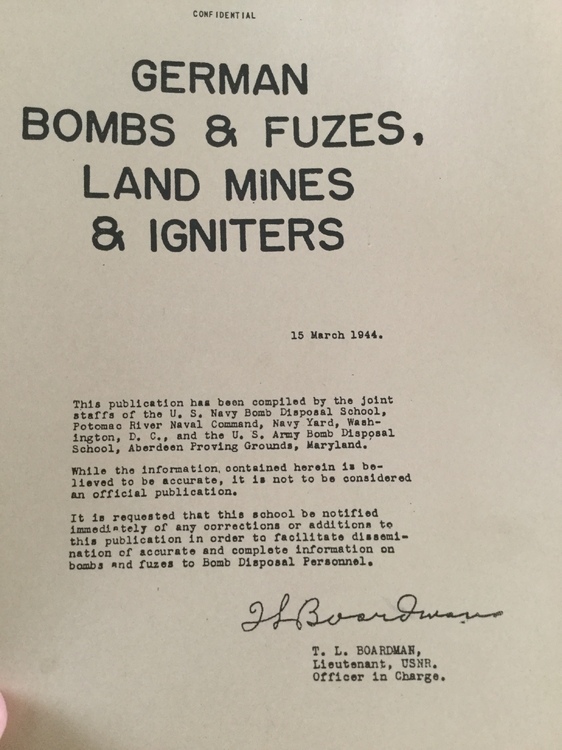 CONFIDENTIAL
GERMAN
BOMBS & FUZES,
LAND MINES
& IGNITERS
15 March 1944.
This publication has been compiled by the joint
staffs of the U. S. Navy Bomb Disposal School,
Potomac River Naval Command, Navy Yard, Wash-
ington, D. C., and the U. S. Army Bomb Disposal
School, Aberdeen Proving Grounds, Maryland.
While the information contained herein is be-
lieved to be accurate, it is not to be considered
an official publication.
It is requested that this school be notified
immediately of any corrections or additions to
this publication in order to facilitate dissemi-
nation of accurate and complete information on
bombs and fuzes to Bomb Disposal Personnel.
T L Boardman
T. L. BOARDMAN,
Lieutenant, USNR.
Officer in Charge.